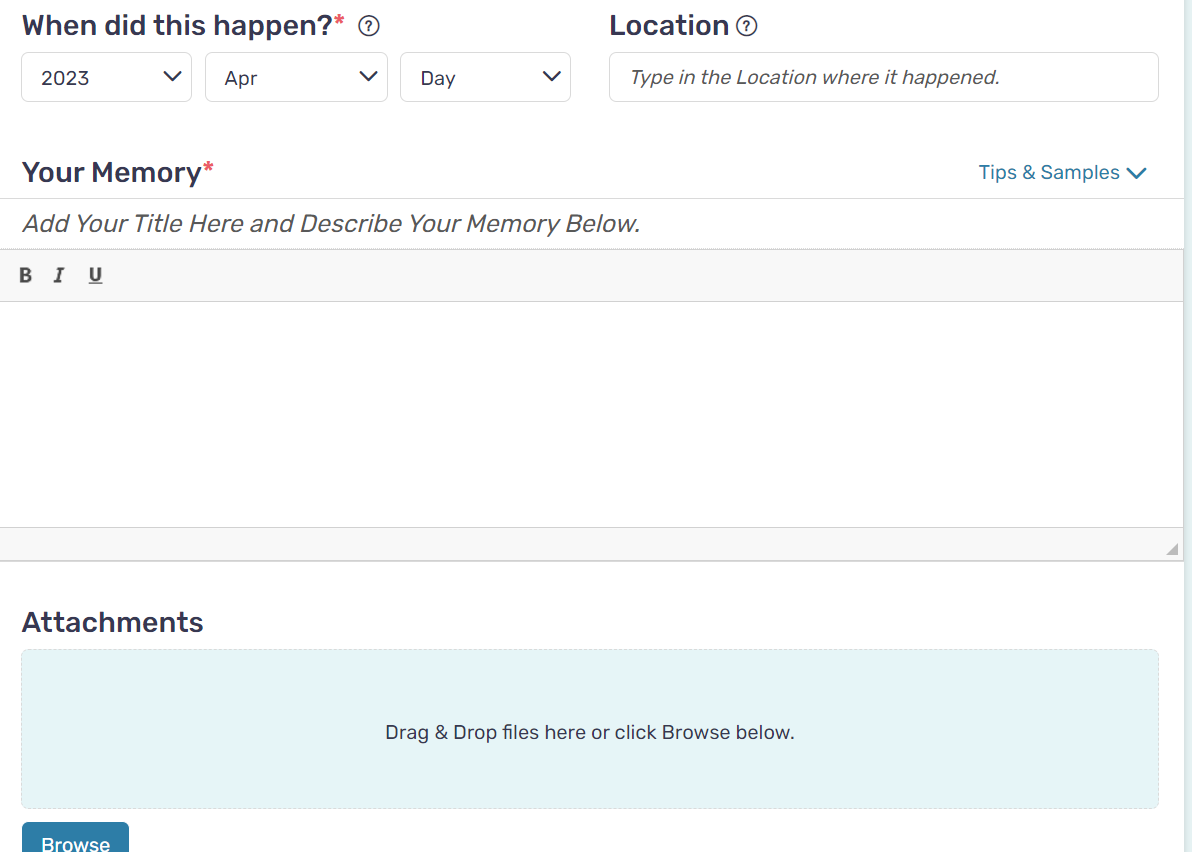 When did this happen?* ? Location ?
2023 Apr Day Type in the Location where it happened.
Your Memory* Tips & Samples
Add Your Title Here and Describe Your Memory Below.
B I U
Attachments
Drag & Drop files here or click Browse below.
Browse